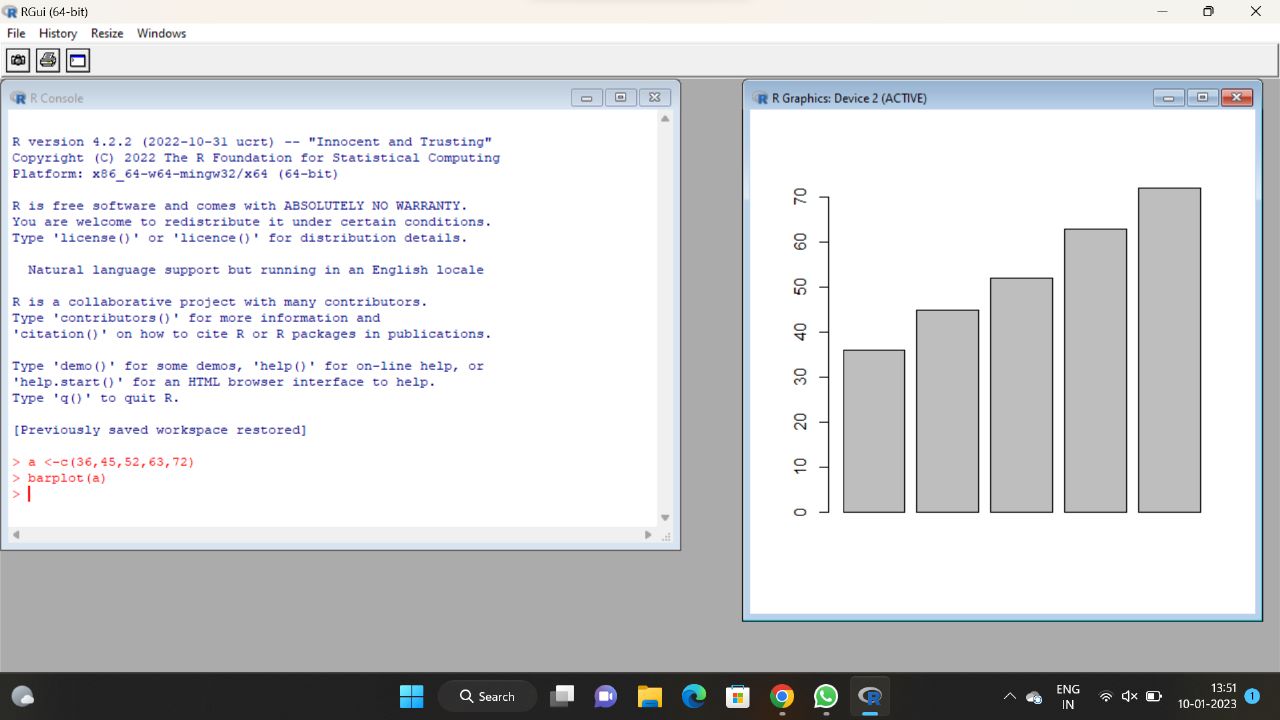 RGui (64-bit)
File History Resize Windows
R Console
R version 4.2.2 (2022-10-31 ucrt) -- "Innocent and Trusting"
Copyright (C) 2022 The R Foundation for Statistical Computing
Platform: x86_64-w64-mingw32/x64 (64-bit)
R is free software and comes with ABSOLUTELY NO WARRANTY.
You are welcome to redistribute it under certain conditions.
Type 'license()' or 'licence()' for distribution details.
Natural language support but running in an English locale
R is a collaborative project with many contributors.
Type 'contributors()' for more information and
'citation()' on how to cite R or R packages in publications.
Type 'demo()' for some demos, 'help()' for on-line help, or
'help.start()' for an HTML browser interface to help.
Type 'q()' to quit R.
[Previously saved workspace restored]
> a <-c(36,45,52,63,72)
> barplot(a)
>
R Graphics: Device 2 (ACTIVE)
70
60
50
40
30
20
10
0
Search
ENG
IN
13:51
10-01-2023
1